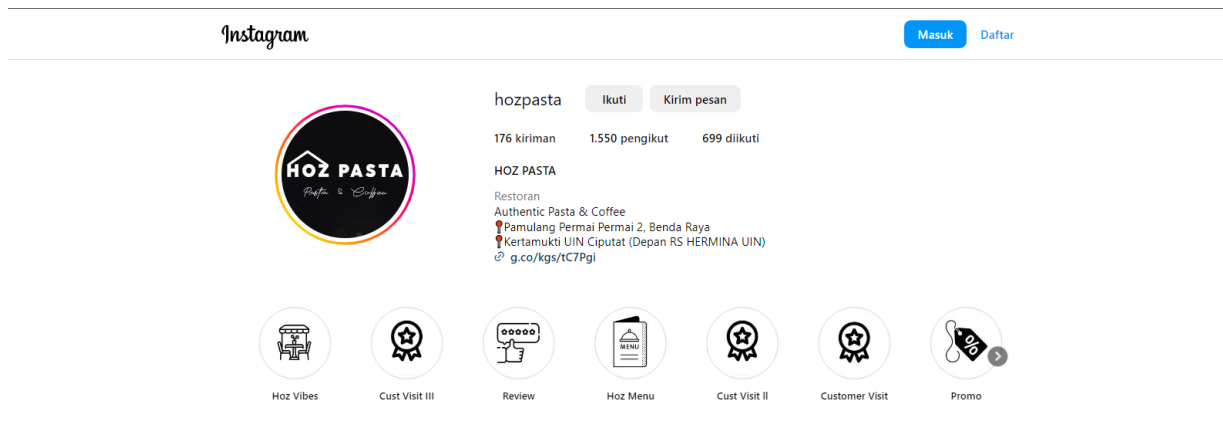 Instagram
Masuk Daftar
hozpasta Ikuti Kirim pesan
176 kiriman 1.550 pengikut 699 diikuti
HOZ PASTA
Pasta & Coffee
HOZ PASTA
Restoran
Authentic Pasta & Coffee
📍Pamulang Permai Permai 2, Benda Raya
📍Kertamukti UIN Ciputat (Depan RS HERMINA UIN)
g.co/kgs/tC7Pgi
MENU
%
Hoz Vibes Cust Visit III Review Hoz Menu Cust Visit ll Customer Visit Promo